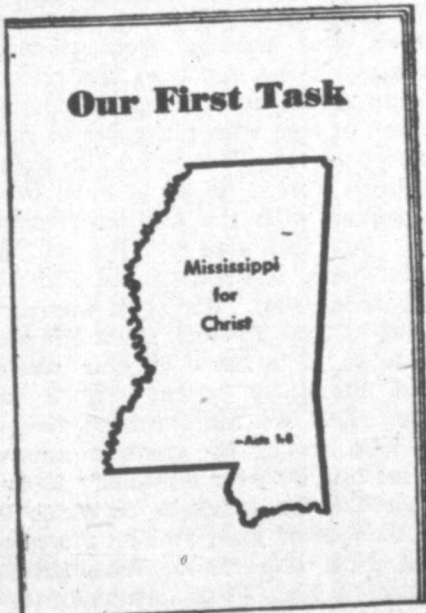 Our First Task
Mississippi
for
Christ
—Acts 1:8